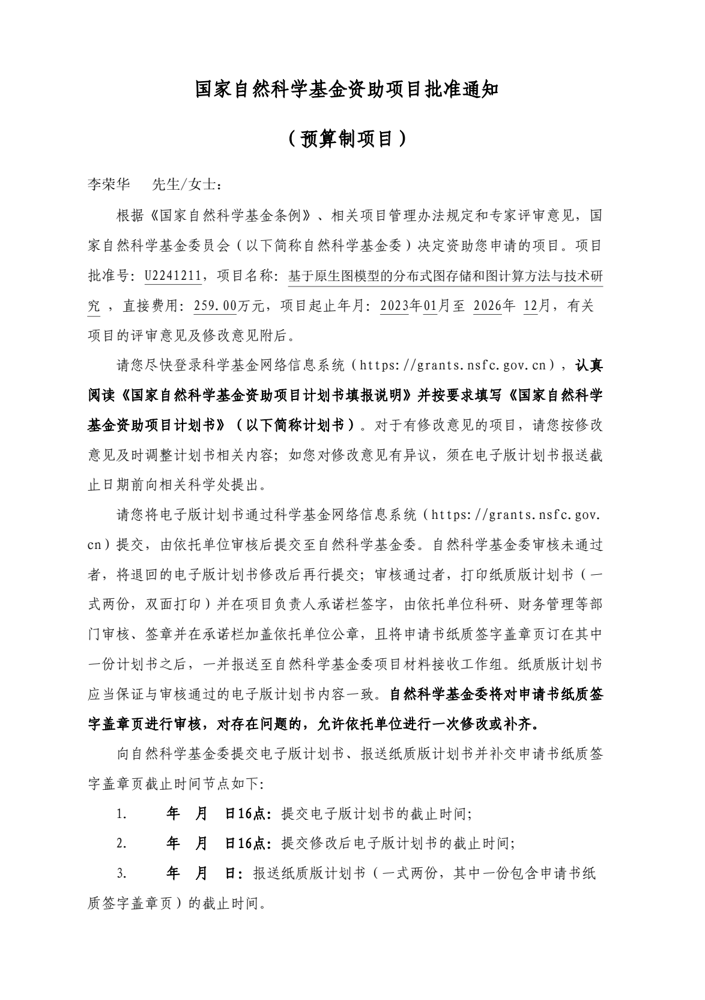 国家自然科学基金资助项目批准通知
（预算制项目）
李荣华 先生/女士：
根据《国家自然科学基金条例》、相关项目管理办法规定和专家评审意见，国
家自然科学基金委员会（以下简称自然科学基金委）决定资助您申请的项目。项目
批准号：U2241211，项目名称：基于原生图模型的分布式图存储和图计算方法与技术研
究 ，直接费用：259.00万元，项目起止年月：2023年01月至 2026年 12月，有关
项目的评审意见及修改意见附后。
请您尽快登录科学基金网络信息系统（https://grants.nsfc.gov.cn），认真
阅读《国家自然科学基金资助项目计划书填报说明》并按要求填写《国家自然科学
基金资助项目计划书》（以下简称计划书）。对于有修改意见的项目，请您按修改
意见及时调整计划书相关内容；如您对修改意见有异议，须在电子版计划书报送截
止日期前向相关科学处提出。
请您将电子版计划书通过科学基金网络信息系统（https://grants.nsfc.gov.
cn）提交，由依托单位审核后提交至自然科学基金委。自然科学基金委审核未通过
者，将退回的电子版计划书修改后再行提交；审核通过者，打印纸质版计划书（一
式两份，双面打印）并在项目负责人承诺栏签字，由依托单位科研、财务管理等部
门审核、签章并在承诺栏加盖依托单位公章，且将申请书纸质签字盖章页订在其中
一份计划书之后，一并报送至自然科学基金委项目材料接收工作组。纸质版计划书
应当保证与审核通过的电子版计划书内容一致。自然科学基金委将对申请书纸质签
字盖章页进行审核，对存在问题的，允许依托单位进行一次修改或补齐。
向自然科学基金委提交电子版计划书、报送纸质版计划书并补交申请书纸质签
字盖章页截止时间节点如下：
1. 年 月 日16点：提交电子版计划书的截止时间；
2. 年 月 日16点：提交修改后电子版计划书的截止时间；
3. 年 月 日：报送纸质版计划书（一式两份，其中一份包含申请书纸
质签字盖章页）的截止时间。